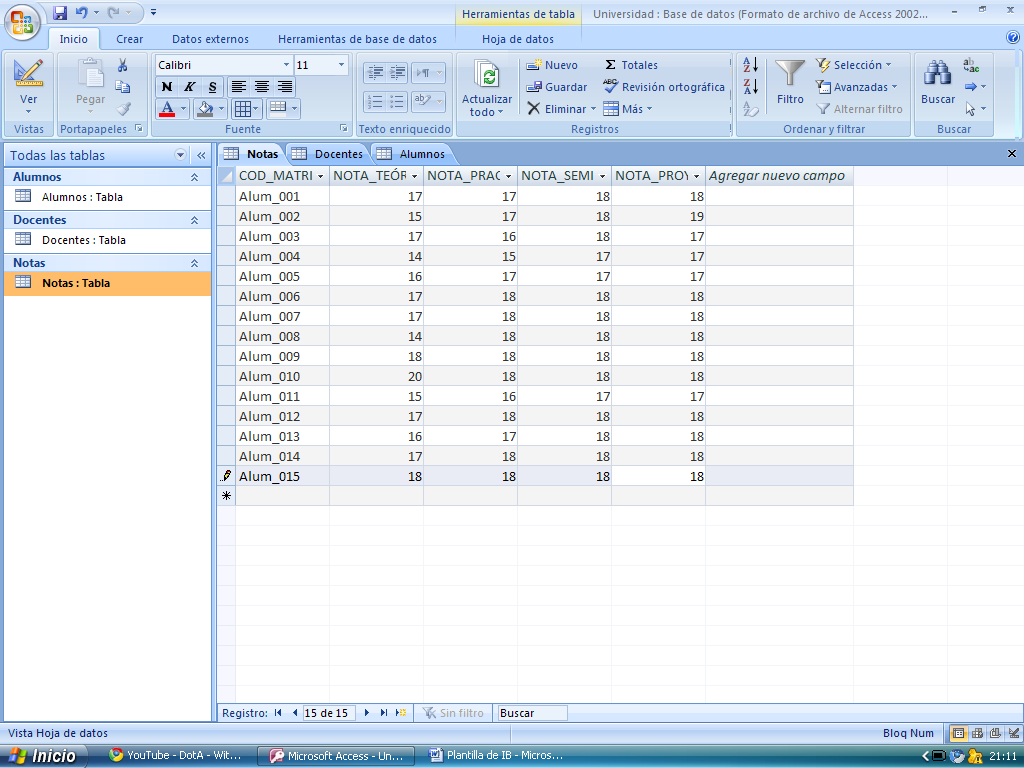 Herramientas de tabla
Universidad : Base de datos (Formato de archivo de Access 2002...
Inicio
Crear
Datos externos
Herramientas de base de datos
Hoja de datos
Ver
Pegar
Calibri
11
N K S
A
Actualizar
todo
Nuevo
Guardar
Eliminar
Totales
Revisión ortográfica
Más
Filtro
Selección
Avanzadas
Alternar filtro
Buscar
Vistas
Portapapeles
Fuente
Texto enriquecido
Registros
Ordenar y filtrar
Buscar
Todas las tablas
Alumnos
Alumnos : Tabla
Docentes
Docentes : Tabla
Notas
Notas : Tabla
Notas
Docentes
Alumnos
COD_MATRI NOTA_TEÓR NOTA_PRAC NOTA_SEMI NOTA_PROY Agregar nuevo campo
Alum_001 17 17 18 18
Alum_002 15 17 18 19
Alum_003 17 16 18 17
Alum_004 14 15 17 17
Alum_005 16 17 17 17
Alum_006 17 18 18 18
Alum_007 17 18 18 18
Alum_008 14 18 18 18
Alum_009 18 18 18 18
Alum_010 20 18 18 18
Alum_011 15 16 17 17
Alum_012 17 18 18 18
Alum_013 16 17 18 18
Alum_014 17 18 18 18
Alum_015 18 18 18 18
Registro: 15 de 15 Sin filtro Buscar
Vista Hoja de datos
Bloq Num
Inicio
YouTube - DotA - Wit...
Microsoft Access - Un...
Plantilla de IB - Micros...
21:11